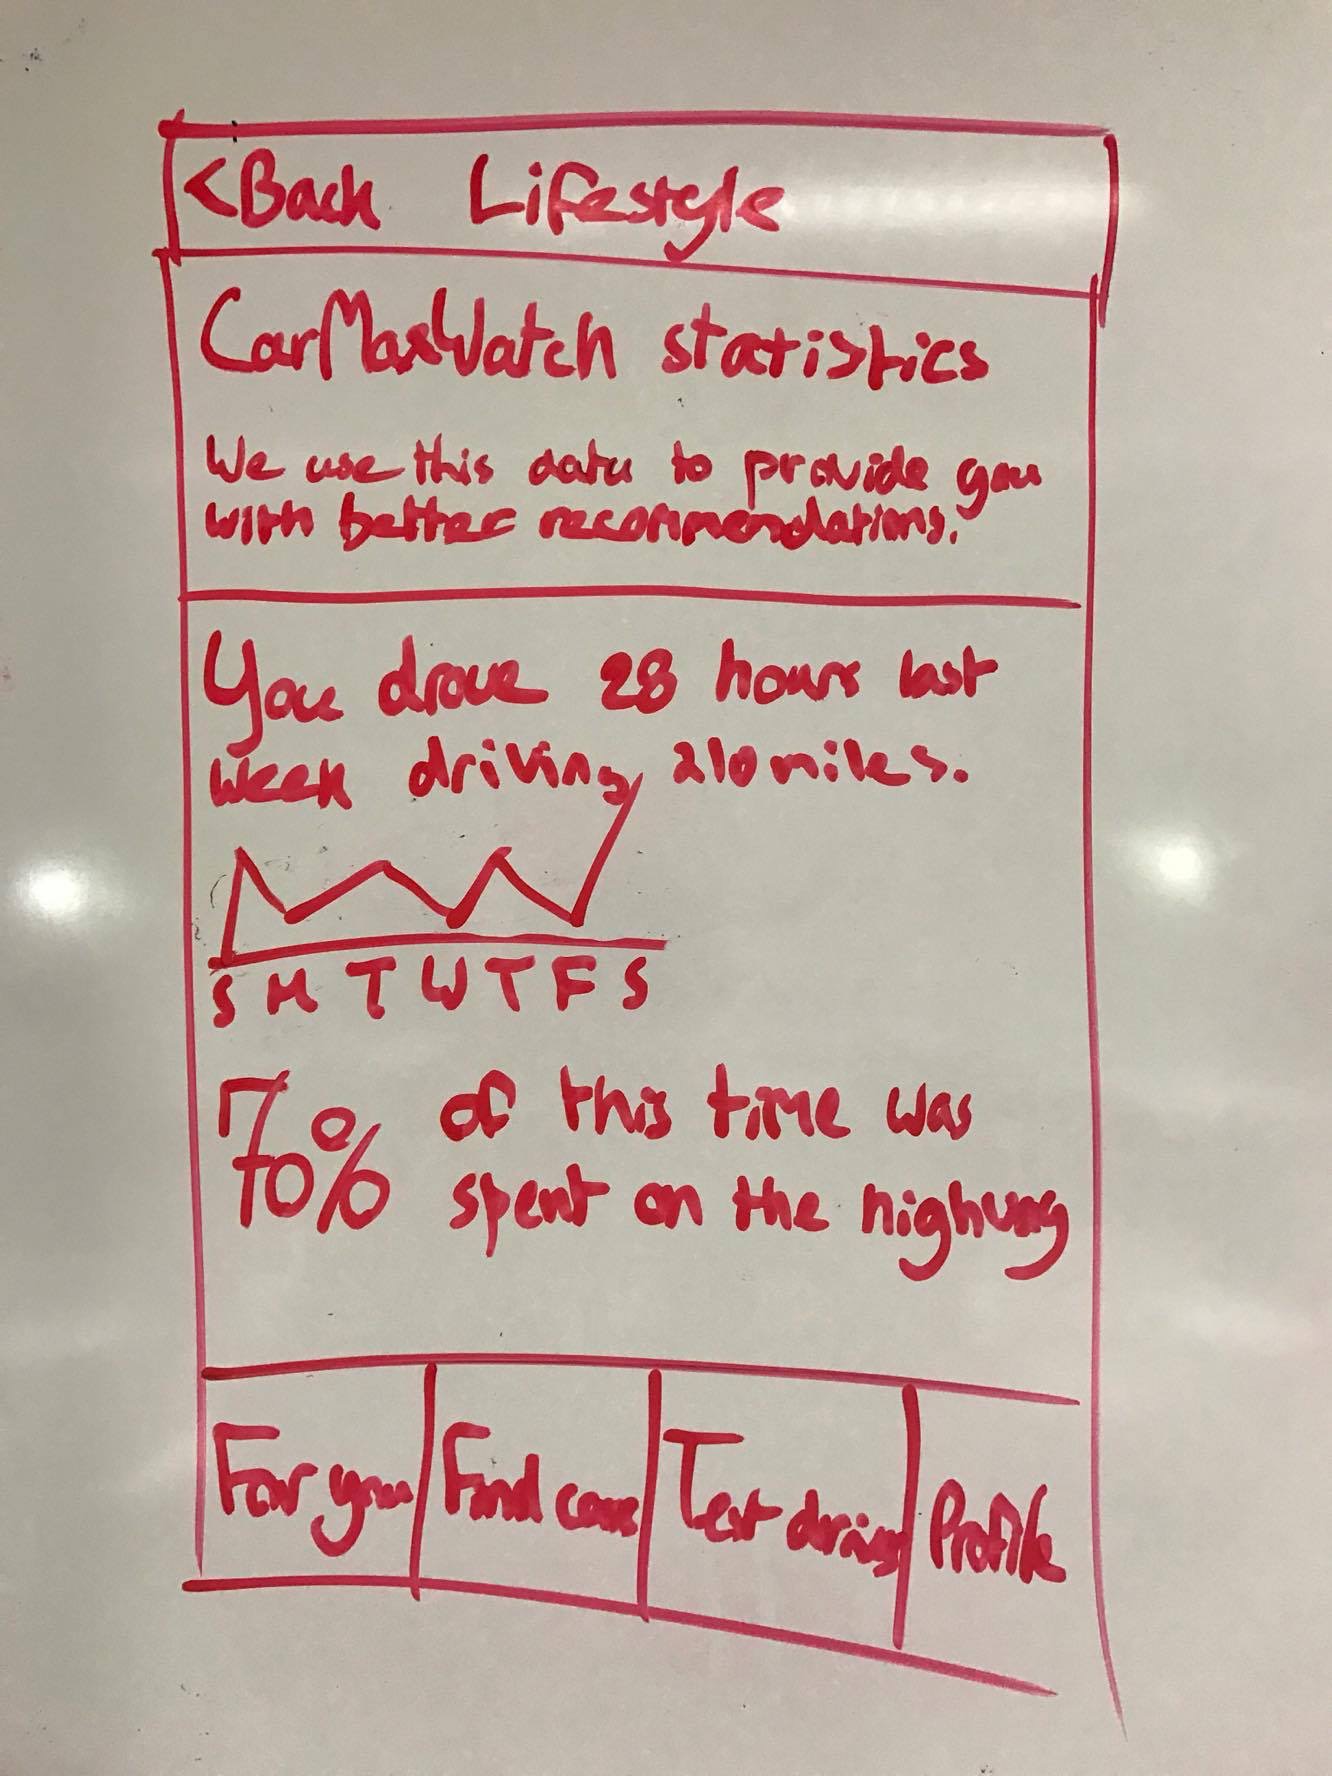 <Back Lifestyle
CarMaxWatch statistics
We use this data to provide you
with better recommendations.
You drove 28 hours last
week driving 210 miles.
S M T W T F S
70% of this time was
spent on the highway
For you Find cars Test drives Profile